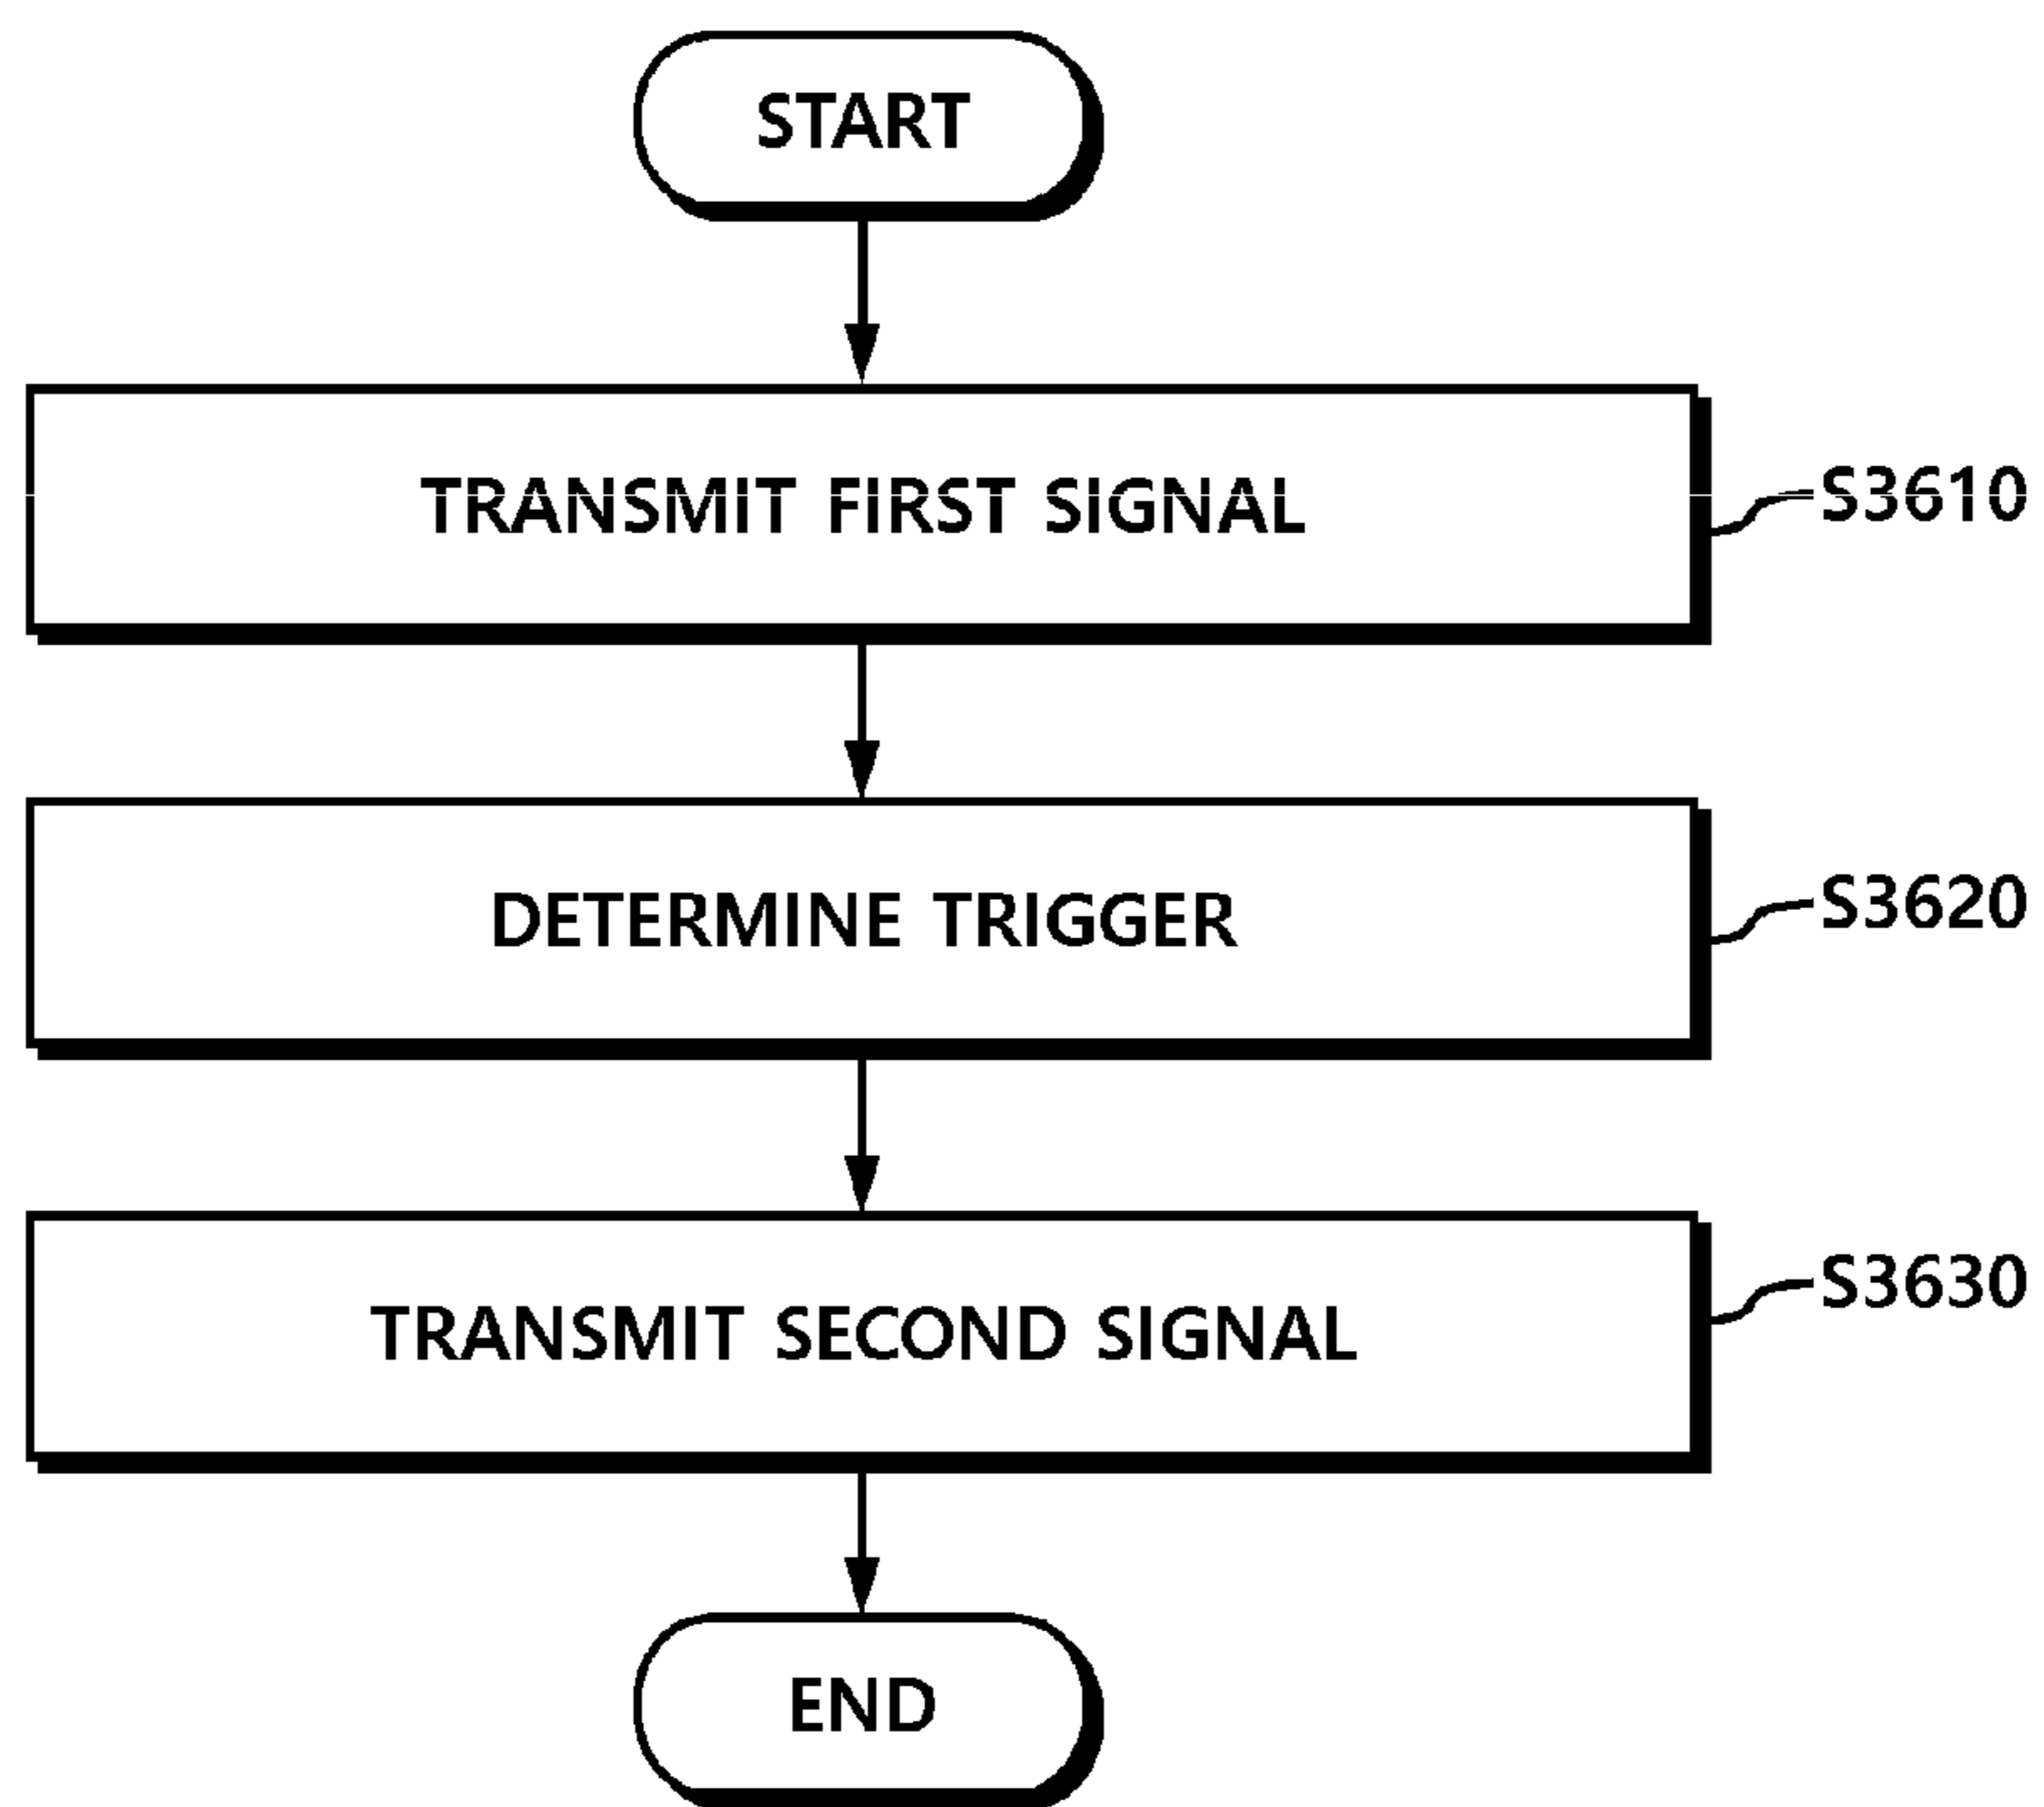 START
TRANSMIT FIRST SIGNAL
S3610
DETERMINE TRIGGER
S3620
TRANSMIT SECOND SIGNAL
S3630
END